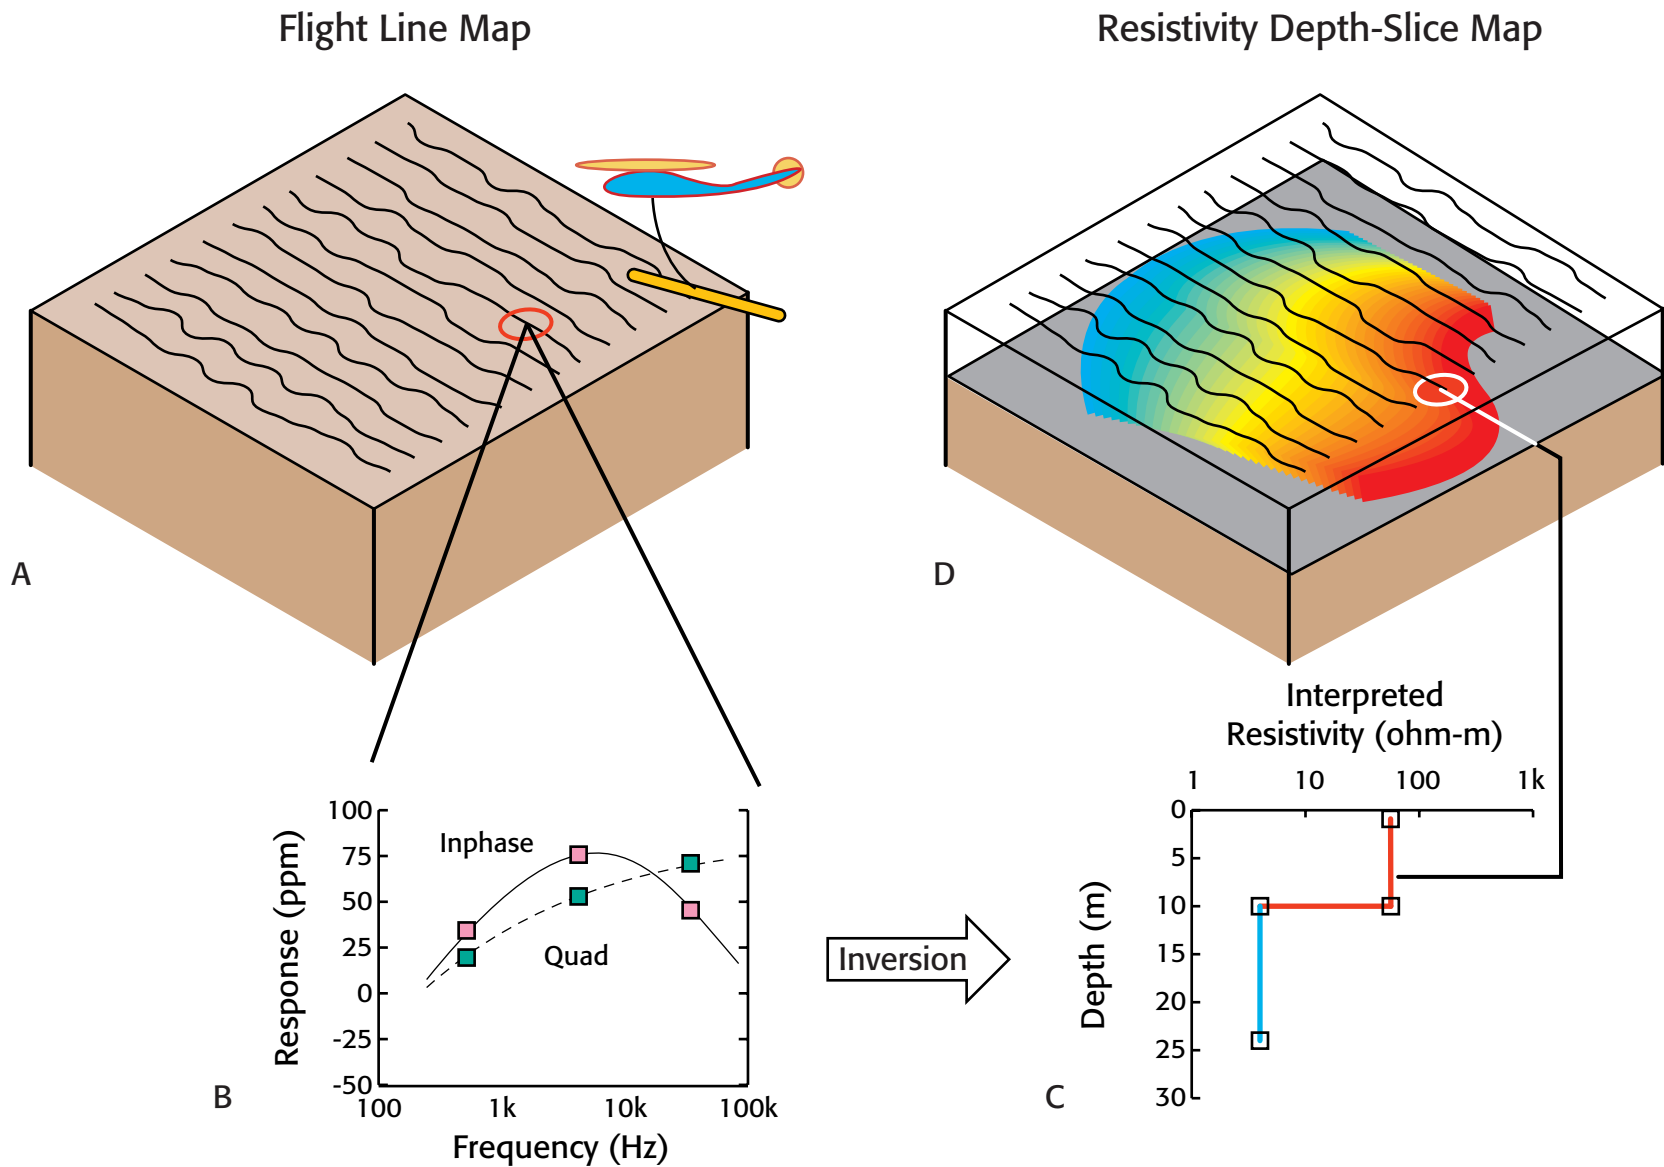 Flight Line Map
Resistivity Depth-Slice Map
A
D
Interpreted
Resistivity (ohm-m)
1 10 100 1k
0
5
10
15
20
25
30
Depth (m)
C
100
75
50
25
0
-25
-50
Response (ppm)
Inphase
Quad
100 1k 10k 100k
Frequency (Hz)
B
Inversion